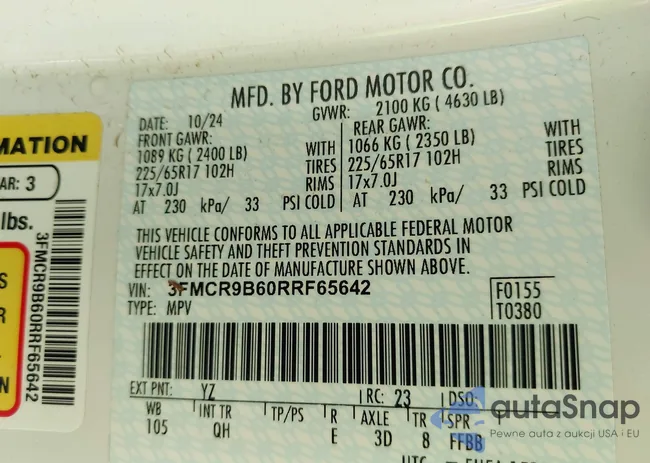 MFD. BY FORD MOTOR CO.
DATE: 10/24 GVWR: 2100 KG ( 4630 LB)
FRONT GAWR: REAR GAWR:
1089 KG ( 2400 LB) WITH 1066 KG ( 2350 LB) WITH
225/65R17 102H TIRES 225/65R17 102H TIRES
17x7.0J RIMS 17x7.0J RIMS
AT 230 kPa/ 33 PSI COLD AT 230 kPa/ 33 PSI COLD
THIS VEHICLE CONFORMS TO ALL APPLICABLE FEDERAL MOTOR
VEHICLE SAFETY AND THEFT PREVENTION STANDARDS IN
EFFECT ON THE DATE OF MANUFACTURE SHOWN ABOVE.
VIN: 3FMCR9B60RRF65642 F0155
TYPE: MPV T0380
EXT PNT: YZ RC: 23 DSO:
WB INT TR TP/PS R AXLE TR SPR
105 QH E 3D 8 FFBB
MATION
AR: 3
lbs.
3FMCR9B60RRF65642
S
R
N
autoSnap
Pewne auta z aukcji USA i EU